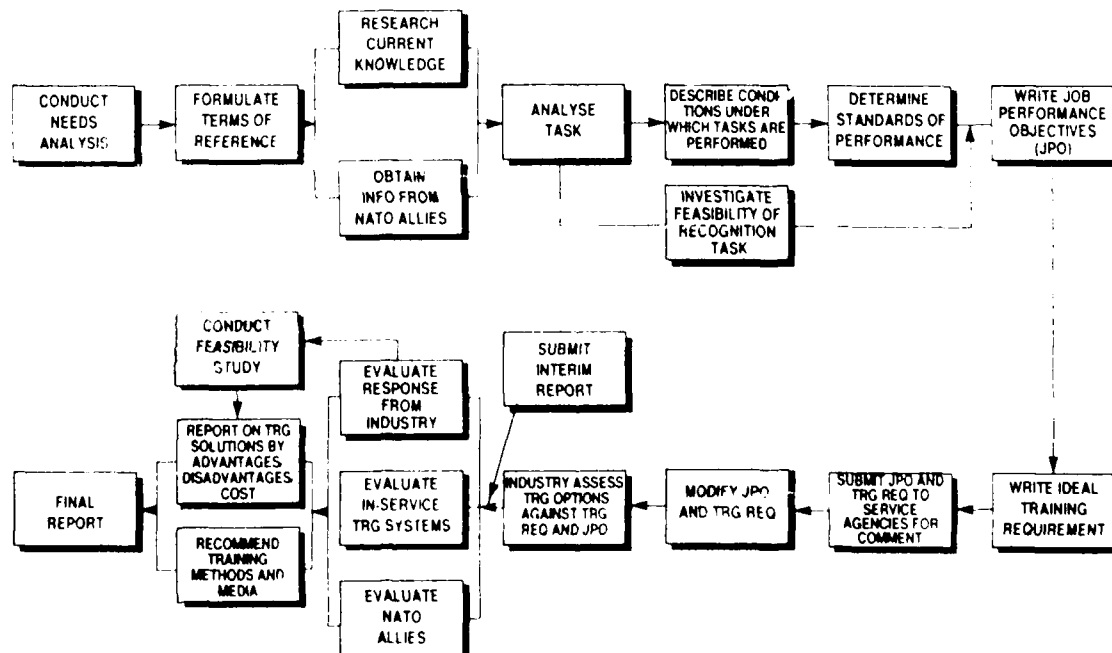 CONDUCT
NEEDS
ANALYSIS
FORMULATE
TERMS OF
REFERENCE
RESEARCH
CURRENT
KNOWLEDGE
OBTAIN
INFO FROM
NATO ALLIES
ANALYSE
TASK
DESCRIBE CONDI
TIONS UNDER
WHICH TASKS ARE
PERFORMED
INVESTIGATE
FEASIBILITY OF
RECOGNITION
TASK
DETERMINE
STANDARDS OF
PERFORMANCE
WRITE JOB
PERFORMANCE
OBJECTIVES
(JPO)
WRITE IDEAL
TRAINING
REQUIREMENT
SUBMIT JPO AND
TRG REQ TO
SERVICE
AGENCIES FOR
COMMENT
MODIFY JPO
AND TRG REQ
INDUSTRY ASSESS
TRG OPTIONS
AGAINST TRG
REQ AND JPO
SUBMIT
INTERIM
REPORT
EVALUATE
RESPONSE
FROM
INDUSTRY
EVALUATE
IN-SERVICE
TRG SYSTEMS
EVALUATE
NATO
ALLIES
CONDUCT
FEASIBILITY
STUDY
REPORT ON TRG
SOLUTIONS BY
ADVANTAGES
DISADVANTAGES
COST
RECOMMEND
TRAINING
METHODS AND
MEDIA
FINAL
REPORT